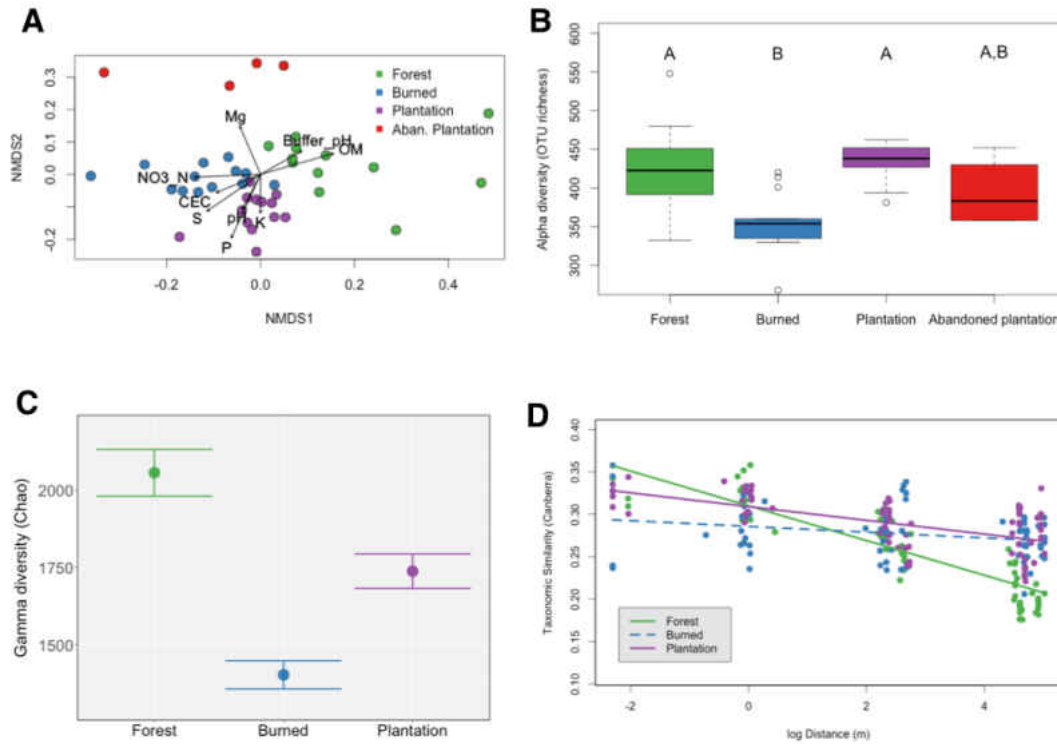 A
NMDS2
0.3
0.2
0.1
0.0
-0.2
-0.2
0.0
0.2
0.4
NMDS1
Forest
Burned
Plantation
Aban. Plantation
Mg
Buffer_pH
OM
NO3_N
CEC
S
pH
K
P
B
Alpha diversity (OTU richness)
600
550
500
450
400
350
300
A
B
A
A,B
Forest
Burned
Plantation
Abandoned plantation
C
Gamma diversity (Chao)
2000
1750
1500
Forest
Burned
Plantation
D
Taxonomic Similarity (Canberra)
0.40
0.35
0.30
0.25
0.20
0.15
0.10
Forest
Burned
Plantation
-2
0
2
4
log Distance (m)